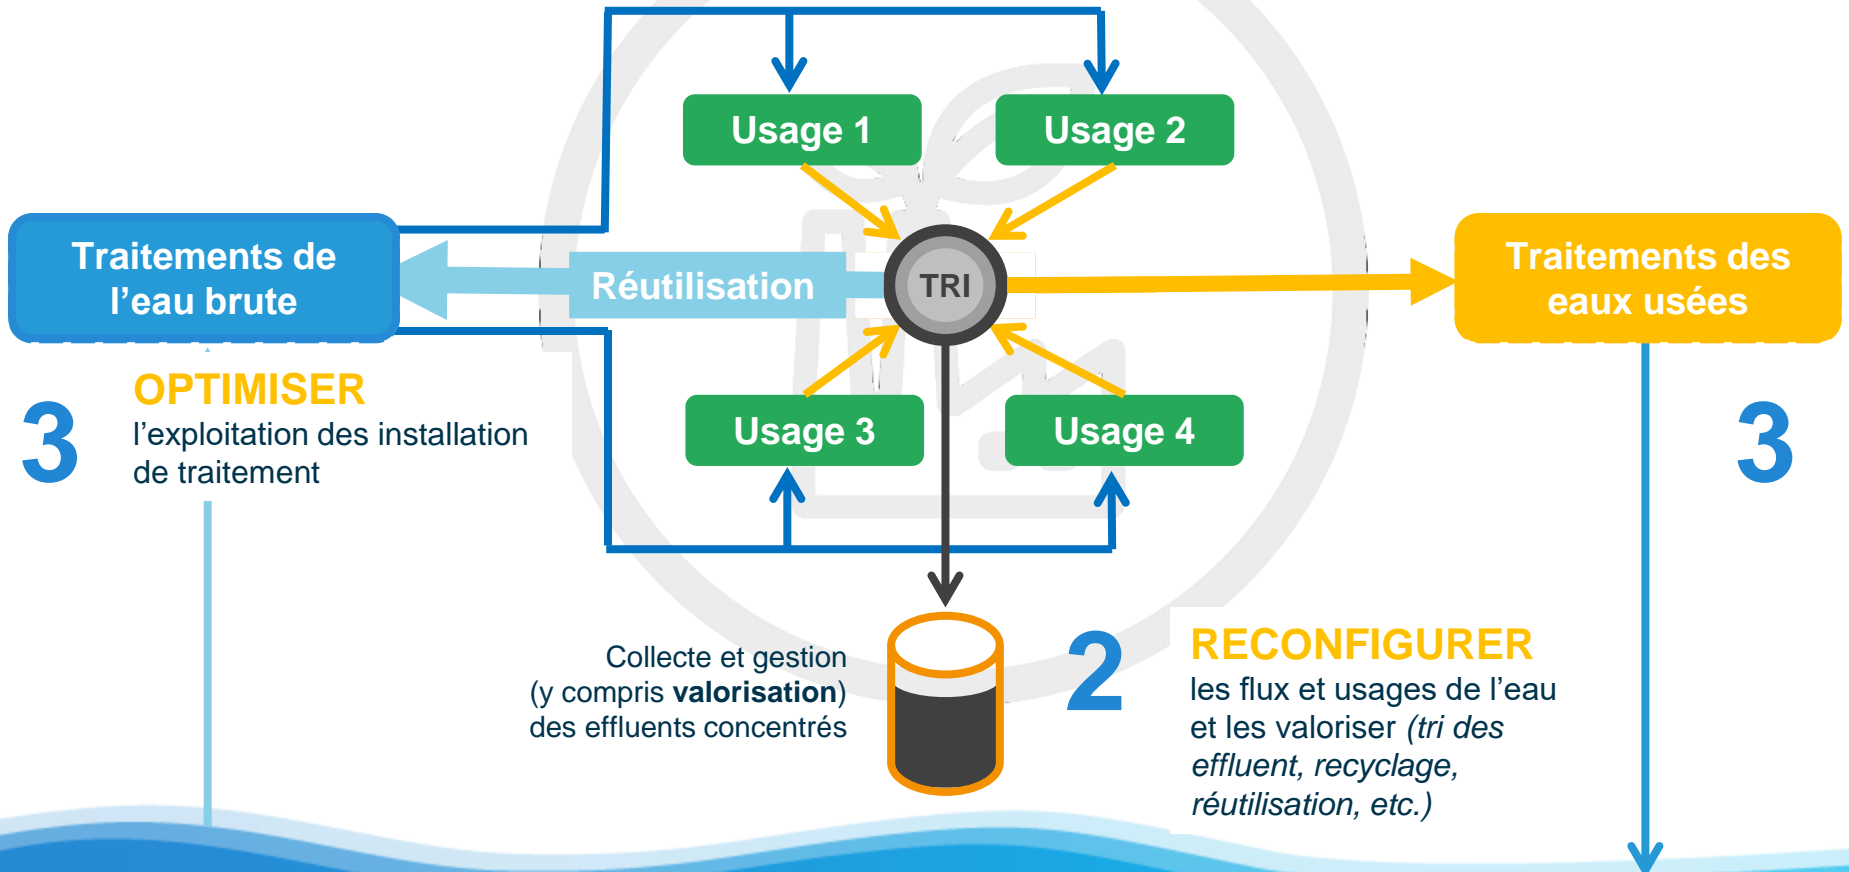 Usage 1
Usage 2
Traitements de
l’eau brute
Réutilisation
TRI
Traitements des
eaux usées
3
OPTIMISER
l’exploitation des installation
de traitement
Usage 3
Usage 4
3
Collecte et gestion
(y compris valorisation)
des effluents concentrés
2
RECONFIGURER
les flux et usages de l’eau
et les valoriser (tri des
effluent, recyclage,
réutilisation, etc.)